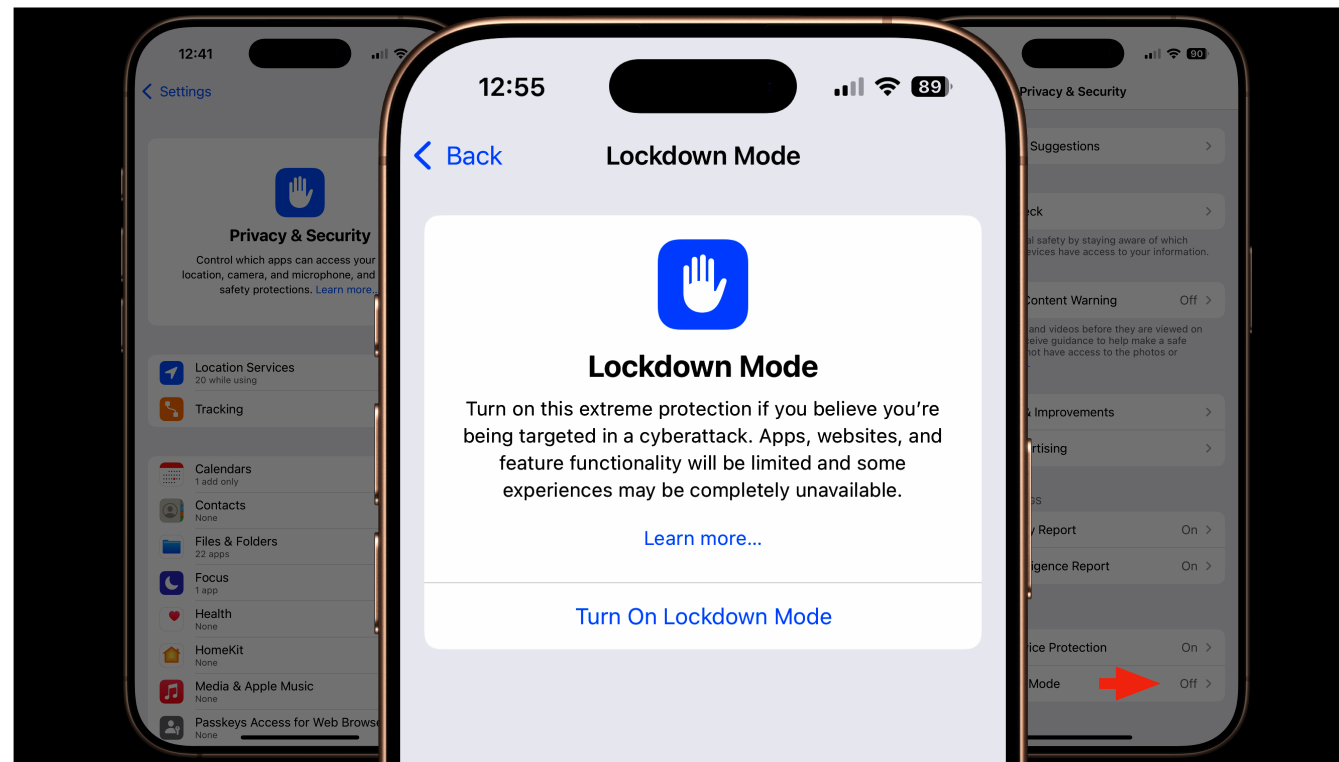 12:41
Settings
Privacy & Security
Control which apps can access your
location, camera, and microphone, and
safety protections. Learn more...
Location Services
20 while using
Tracking
Calendars
1 add only
Contacts
None
Files & Folders
22 apps
Focus
1 app
Health
None
HomeKit
None
Media & Apple Music
None
Passkeys Access for Web Brows
None
12:55
89
Back
Lockdown Mode
Lockdown Mode
Turn on this extreme protection if you believe you’re
being targeted in a cyberattack. Apps, websites, and
feature functionality will be limited and some
experiences may be completely unavailable.
Learn more...
Turn On Lockdown Mode
90
Privacy & Security
Suggestions
eck
al safety by staying aware of which
evices have access to your information.
Content Warning Off
and videos before they are viewed on
ceive guidance to help make a safe
not have access to the photos or
& Improvements
rtising
SS
y Report On
igence Report On
ice Protection On
Mode Off